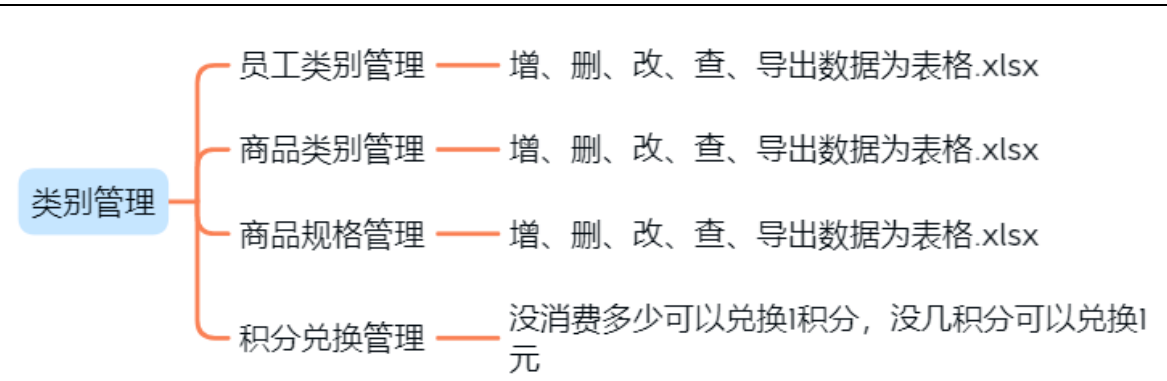 员工类别管理
增、删、改、查、导出数据为表格.xlsx
商品类别管理
增、删、改、查、导出数据为表格.xlsx
类别管理
商品规格管理
增、删、改、查、导出数据为表格.xlsx
积分兑换管理
没消费多少可以兑换1积分，没几积分可以兑换1
元